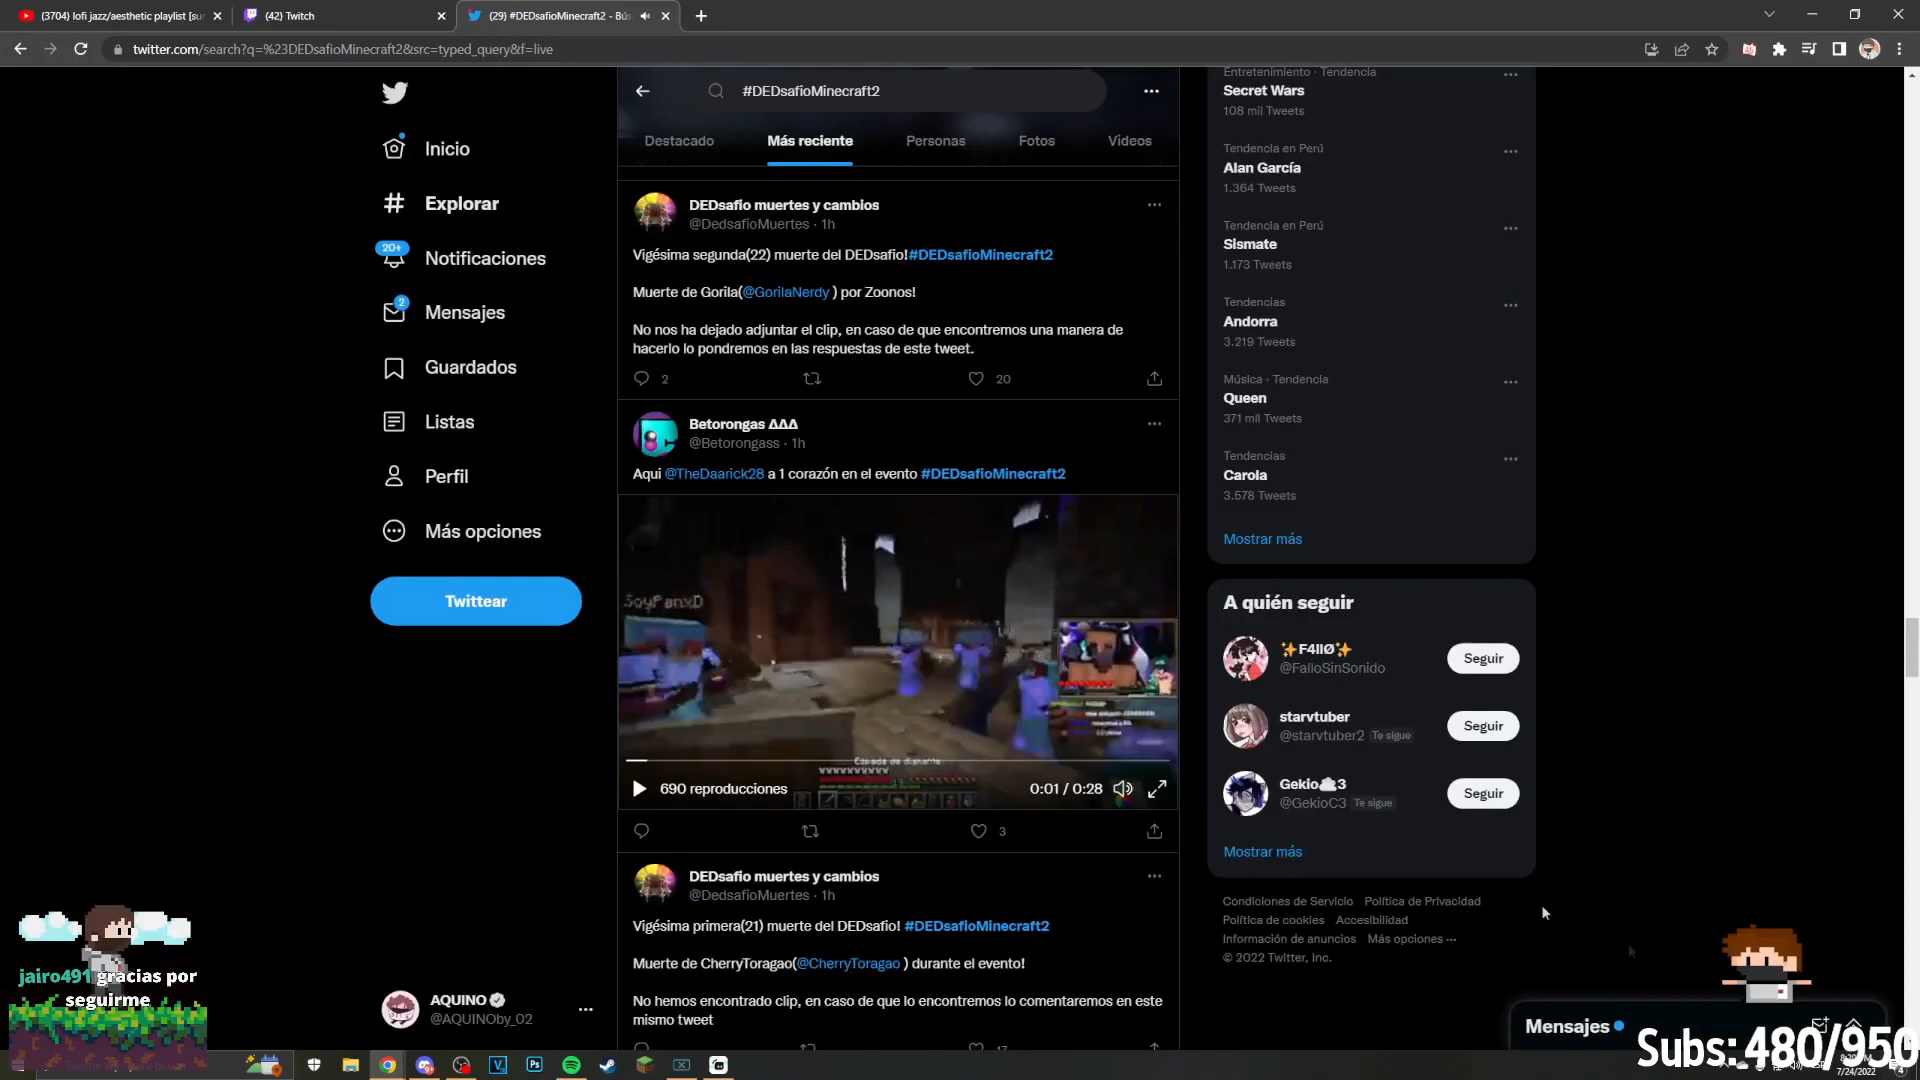 (3704) lofi jazz/aesthetic playlist [su
(42) Twitch
(29) #DEDsafioMinecraft2 - Bús
twitter.com/search?q=%23DEDsafioMinecraft2&src=typed_query&f=live
Inicio
Explorar
20+
Notificaciones
2
Mensajes
Guardados
Listas
Perfil
Más opciones
Twittear
AQUINO
@AQUINOby_02
#DEDsafioMinecraft2
Destacado
Más reciente
Personas
Fotos
Videos
DEDsafio muertes y cambios
@DedsafioMuertes · 1h
Vigésima segunda(22) muerte del DEDsafio!#DEDsafioMinecraft2
Muerte de Gorila(@GorilaNerdy ) por Zoonos!
No nos ha dejado adjuntar el clip, en caso de que encontremos una manera de
hacerlo lo pondremos en las respuestas de este tweet.
2
20
Betorongas ΔΔΔ
@Betorongass · 1h
Aqui @TheDaarick28 a 1 corazón en el evento #DEDsafioMinecraft2
SoyPanxD
Espada de diamante
690 reproducciones
0:01 / 0:28
3
DEDsafio muertes y cambios
@DedsafioMuertes · 1h
Vigésima primera(21) muerte del DEDsafio! #DEDsafioMinecraft2
Muerte de CherryToragao(@CherryToragao ) durante el evento!
No hemos encontrado clip, en caso de que lo encontremos lo comentaremos en este
mismo tweet
17
Entretenimiento · Tendencia
Secret Wars
108 mil Tweets
Tendencia en Perú
Alan García
1.364 Tweets
Tendencia en Perú
Sismate
1.173 Tweets
Tendencias
Andorra
3.219 Tweets
Música · Tendencia
Queen
371 mil Tweets
Tendencias
Carola
3.578 Tweets
Mostrar más
A quién seguir
✨F4llØ✨
@FalloSinSonido
Seguir
starvtuber
@starvtuber2 Te sigue
Seguir
Gekio☁3
@GekioC3 Te sigue
Seguir
Mostrar más
Condiciones de Servicio Política de Privacidad
Política de cookies Accesibilidad
Información de anuncios Más opciones ···
© 2022 Twitter, Inc.
Mensajes
jairo491 gracias por
seguirme
Subs: 480/950
7/24/2022